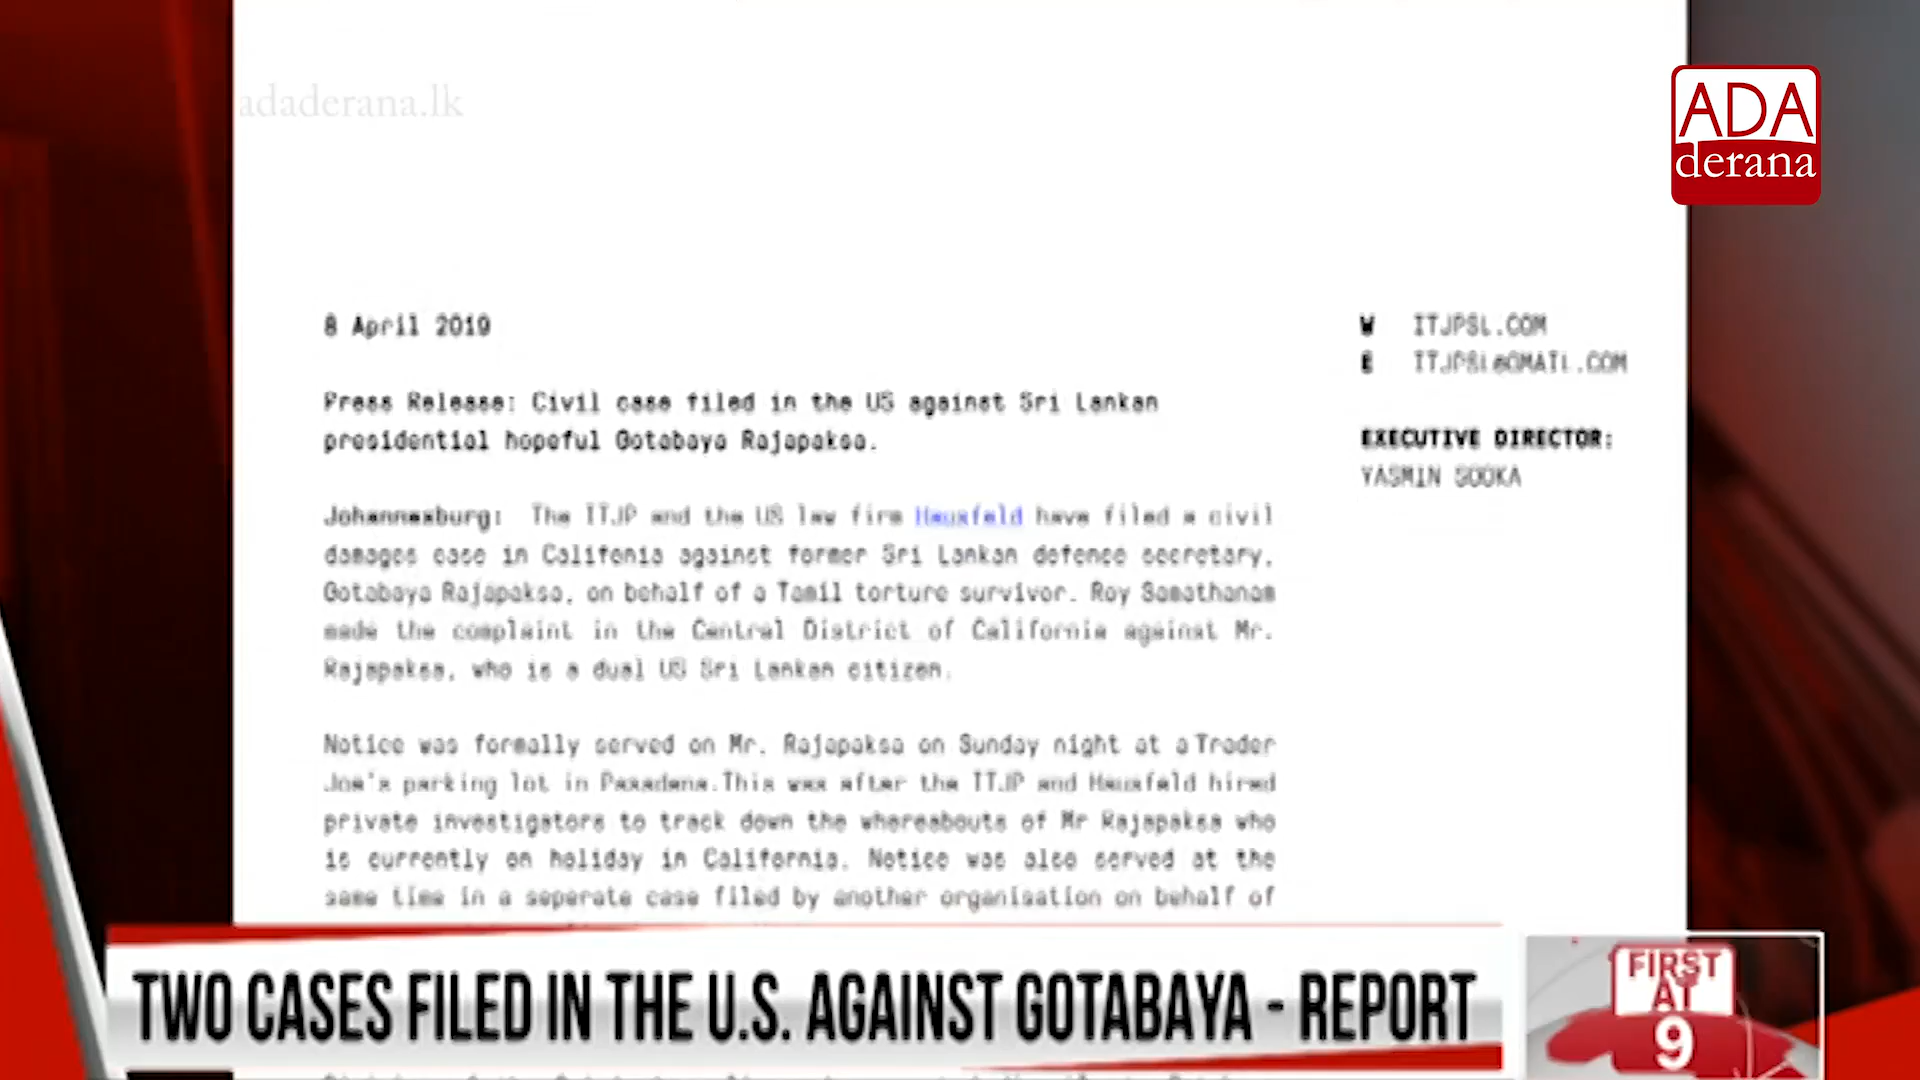 adaderana.lk
ADA
derana
8 April 2019
W ITJPSL.COM
E ITJPSL@GMAIL.COM
Press Release: Civil case filed in the US against Sri Lankan
presidential hopeful Gotabaya Rajapaksa.
EXECUTIVE DIRECTOR:
YASMIN SOOKA
Johannesburg: The ITJP and the US law firm Hausfeld have filed a civil
damages case in Califonia against former Sri Lankan defence secretary,
Gotabaya Rajapaksa, on behalf of a Tamil torture survivor. Roy Samathanam
made the complaint in the Central District of California against Mr.
Rajapaksa, who is a dual US Sri Lankan citizen.
Notice was formally served on Mr. Rajapaksa on Sunday night at a Trader
Joe's parking lot in Pasadena.This was after the ITJP and Hausfeld hired
private investigators to track down the whereabouts of Mr Rajapaksa who
is currently on holiday in California. Notice was also served at the
same time in a seperate case filed by another organisation on behalf of
TWO CASES FILED IN THE U.S. AGAINST GOTABAYA - REPORT
FIRST
AT
9